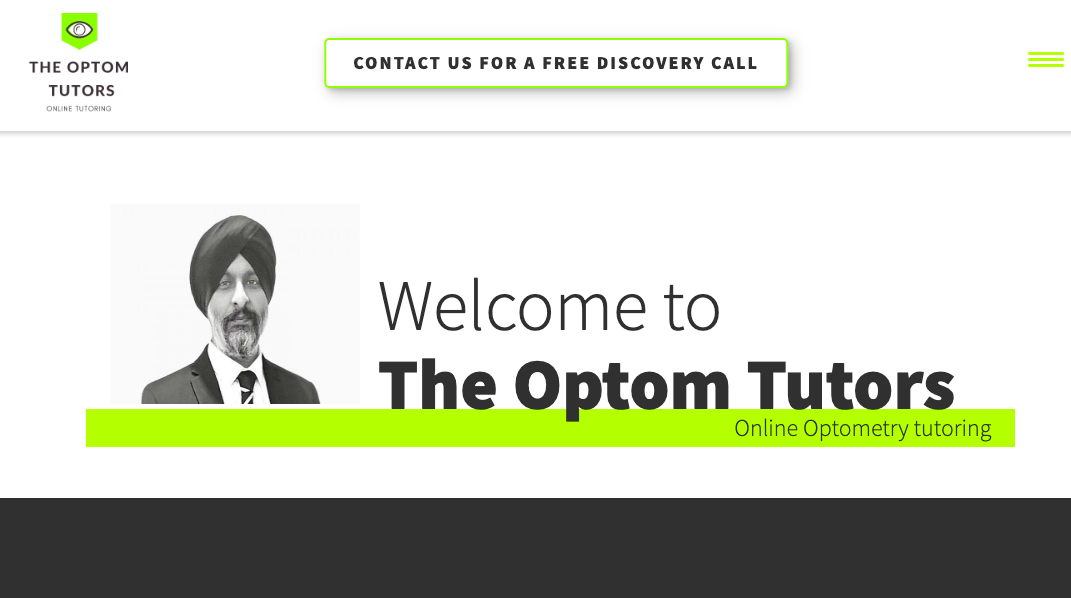 THE OPTOM
TUTORS
ONLINE TUTORING
CONTACT US FOR A FREE DISCOVERY CALL
Welcome to
The Optom Tutors
Online Optometry tutoring